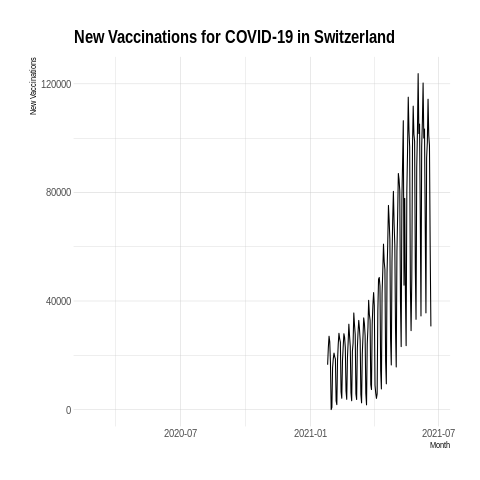 New Vaccinations for COVID-19 in Switzerland
New Vaccinations
120000
80000
40000
0
2020-07
2021-01
2021-07
Month